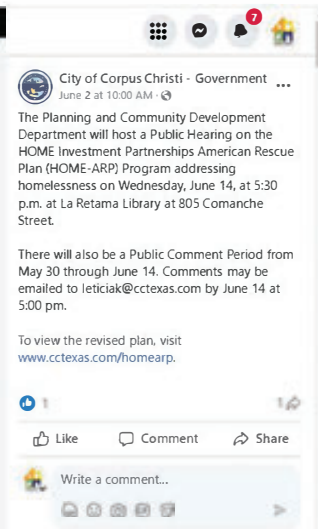 7
City of Corpus Christi - Government ...
June 2 at 10:00 AM ·
The Planning and Community Development
Department will host a Public Hearing on the
HOME Investment Partnerships American Rescue
Plan (HOME-ARP) Program addressing
homelessness on Wednesday, June 14, at 5:30
p.m. at La Retama Library at 805 Comanche
Street.
There will also be a Public Comment Period from
May 30 through June 14. Comments may be
emailed to leticiak@cctexas.com by June 14 at
5:00 pm.
To view the revised plan, visit
www.cctexas.com/homearp.
1 1
Like Comment Share
Write a comment...